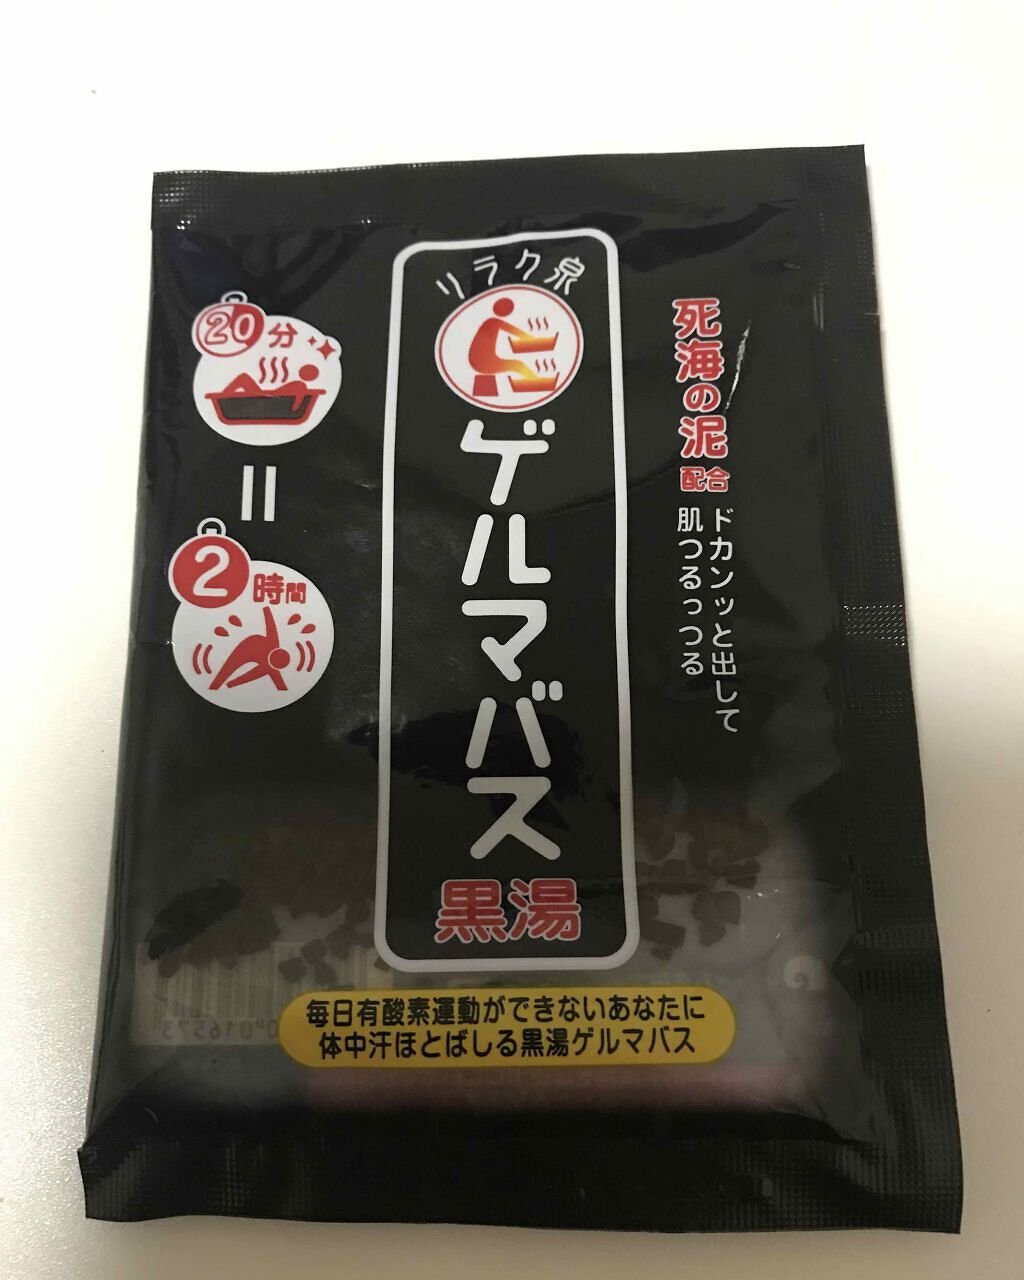 リラク泉
ゲルマバス
黒湯
死海の泥
配合
ドカンッと出して
肌つるっつる
20分
=
2時間
毎日有酸素運動ができないあなたに
体中汗ほとばしる黒湯ゲルマバス